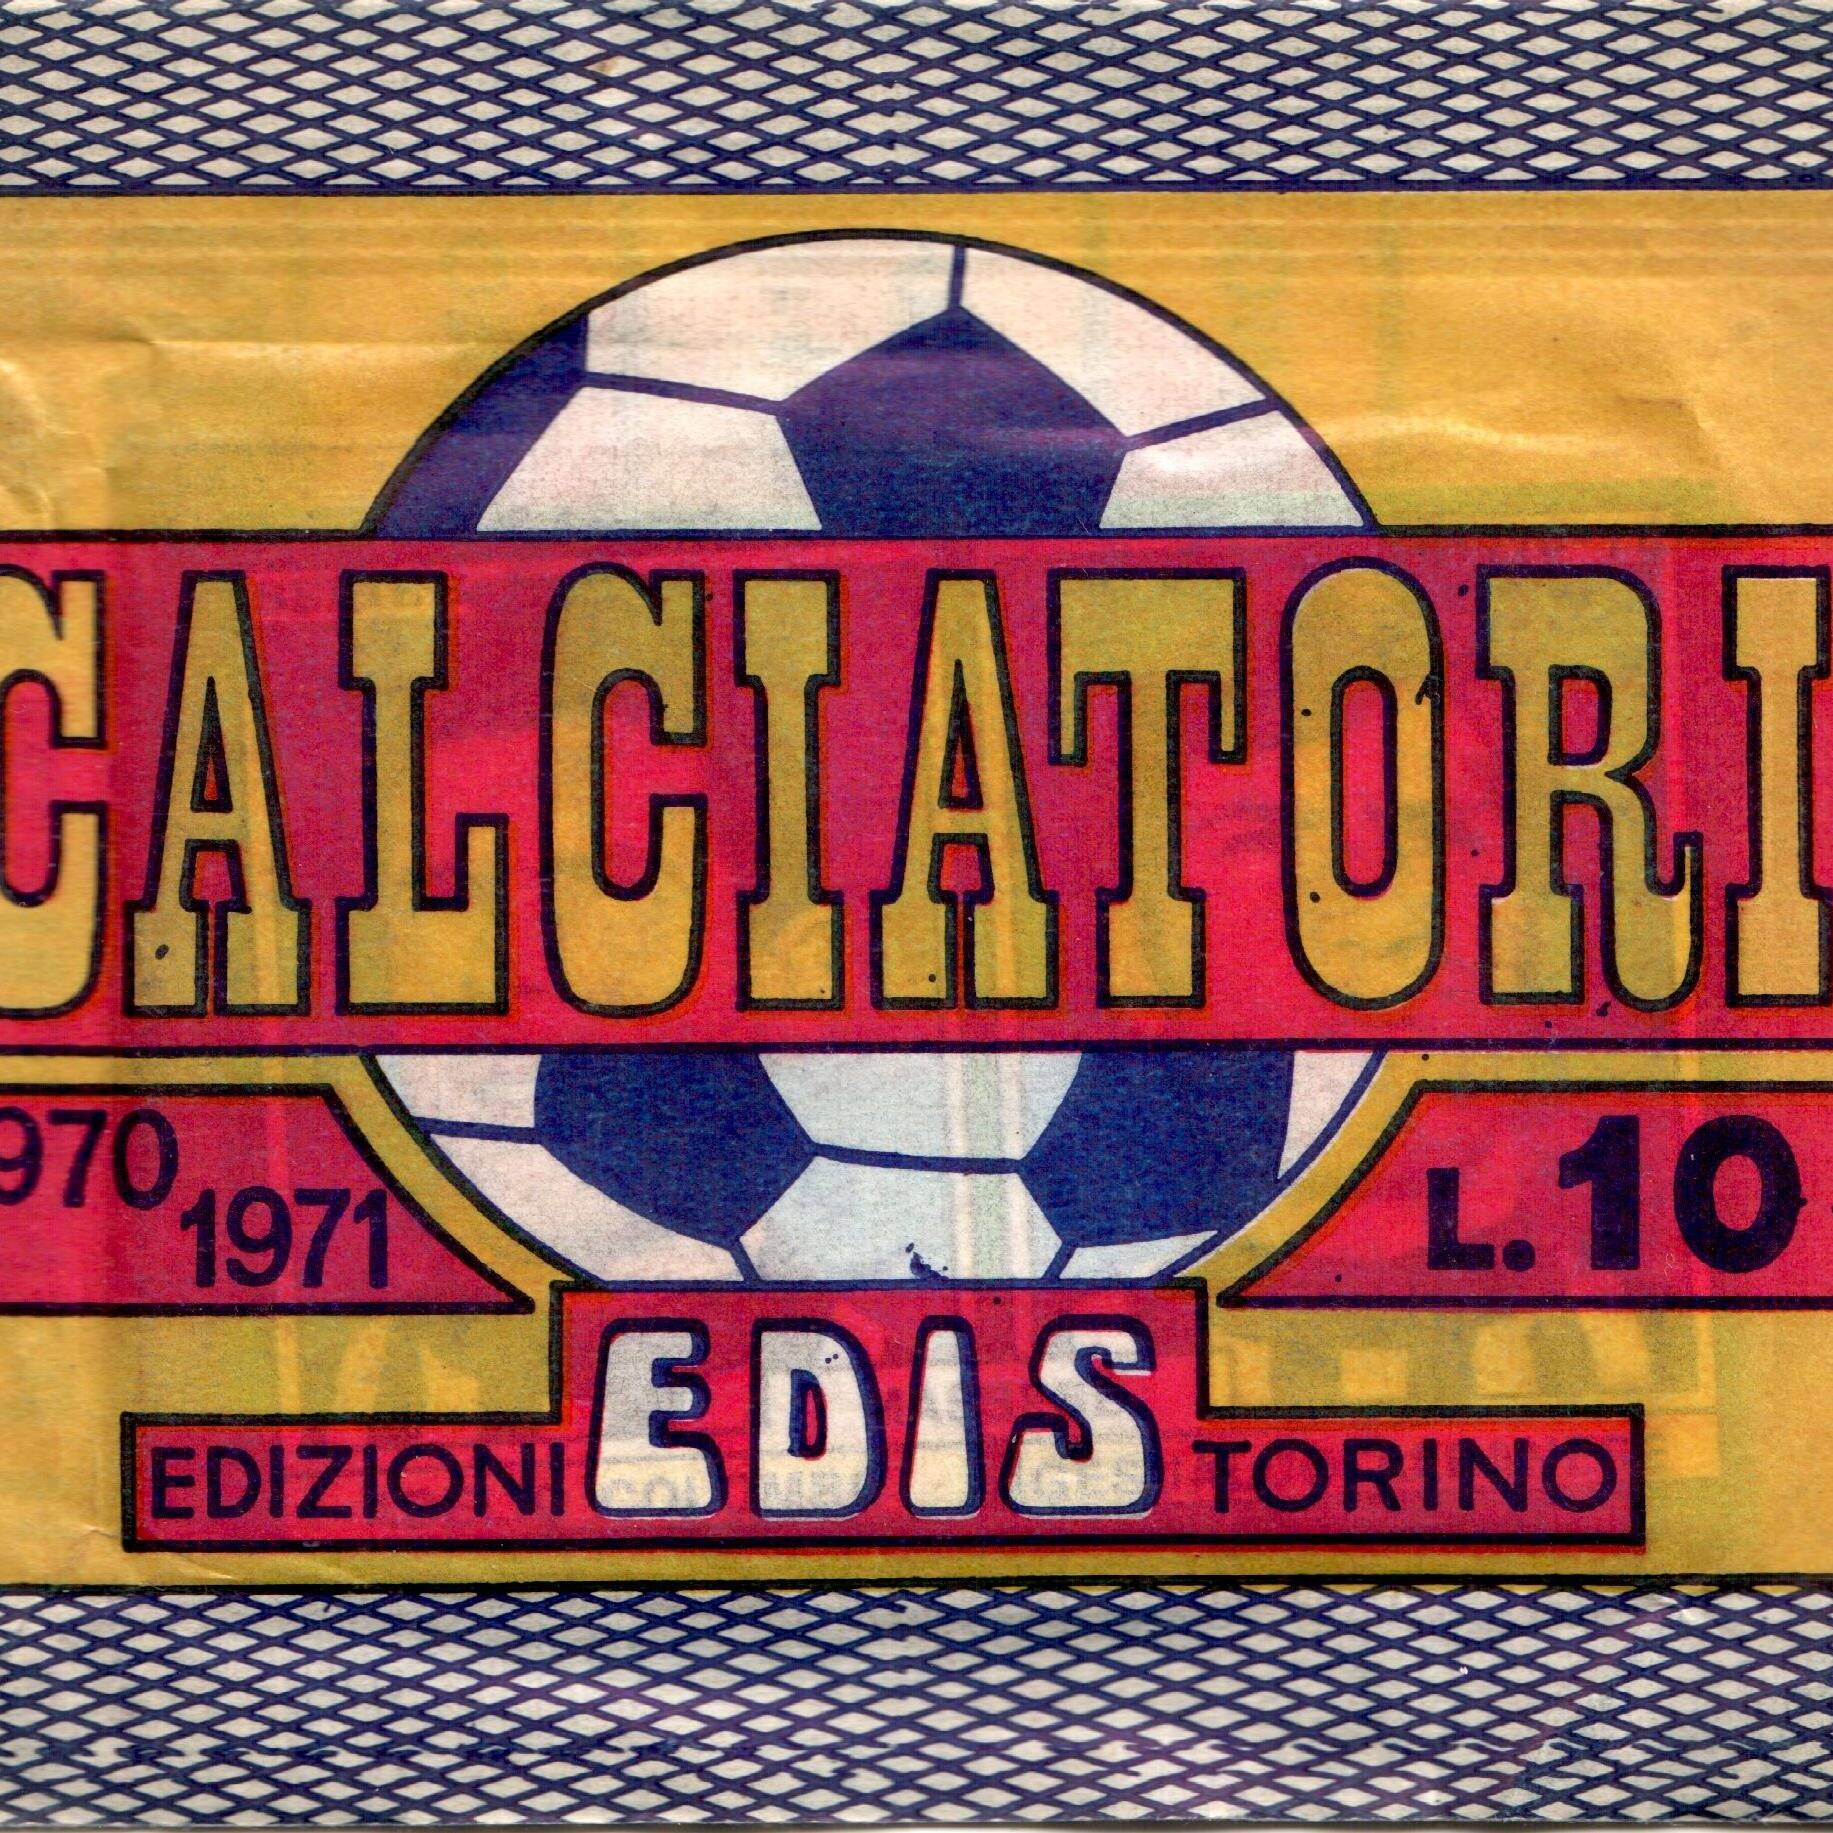 CALCIATORI
970
1971
L. 10
EDIS
EDIZIONI TORINO